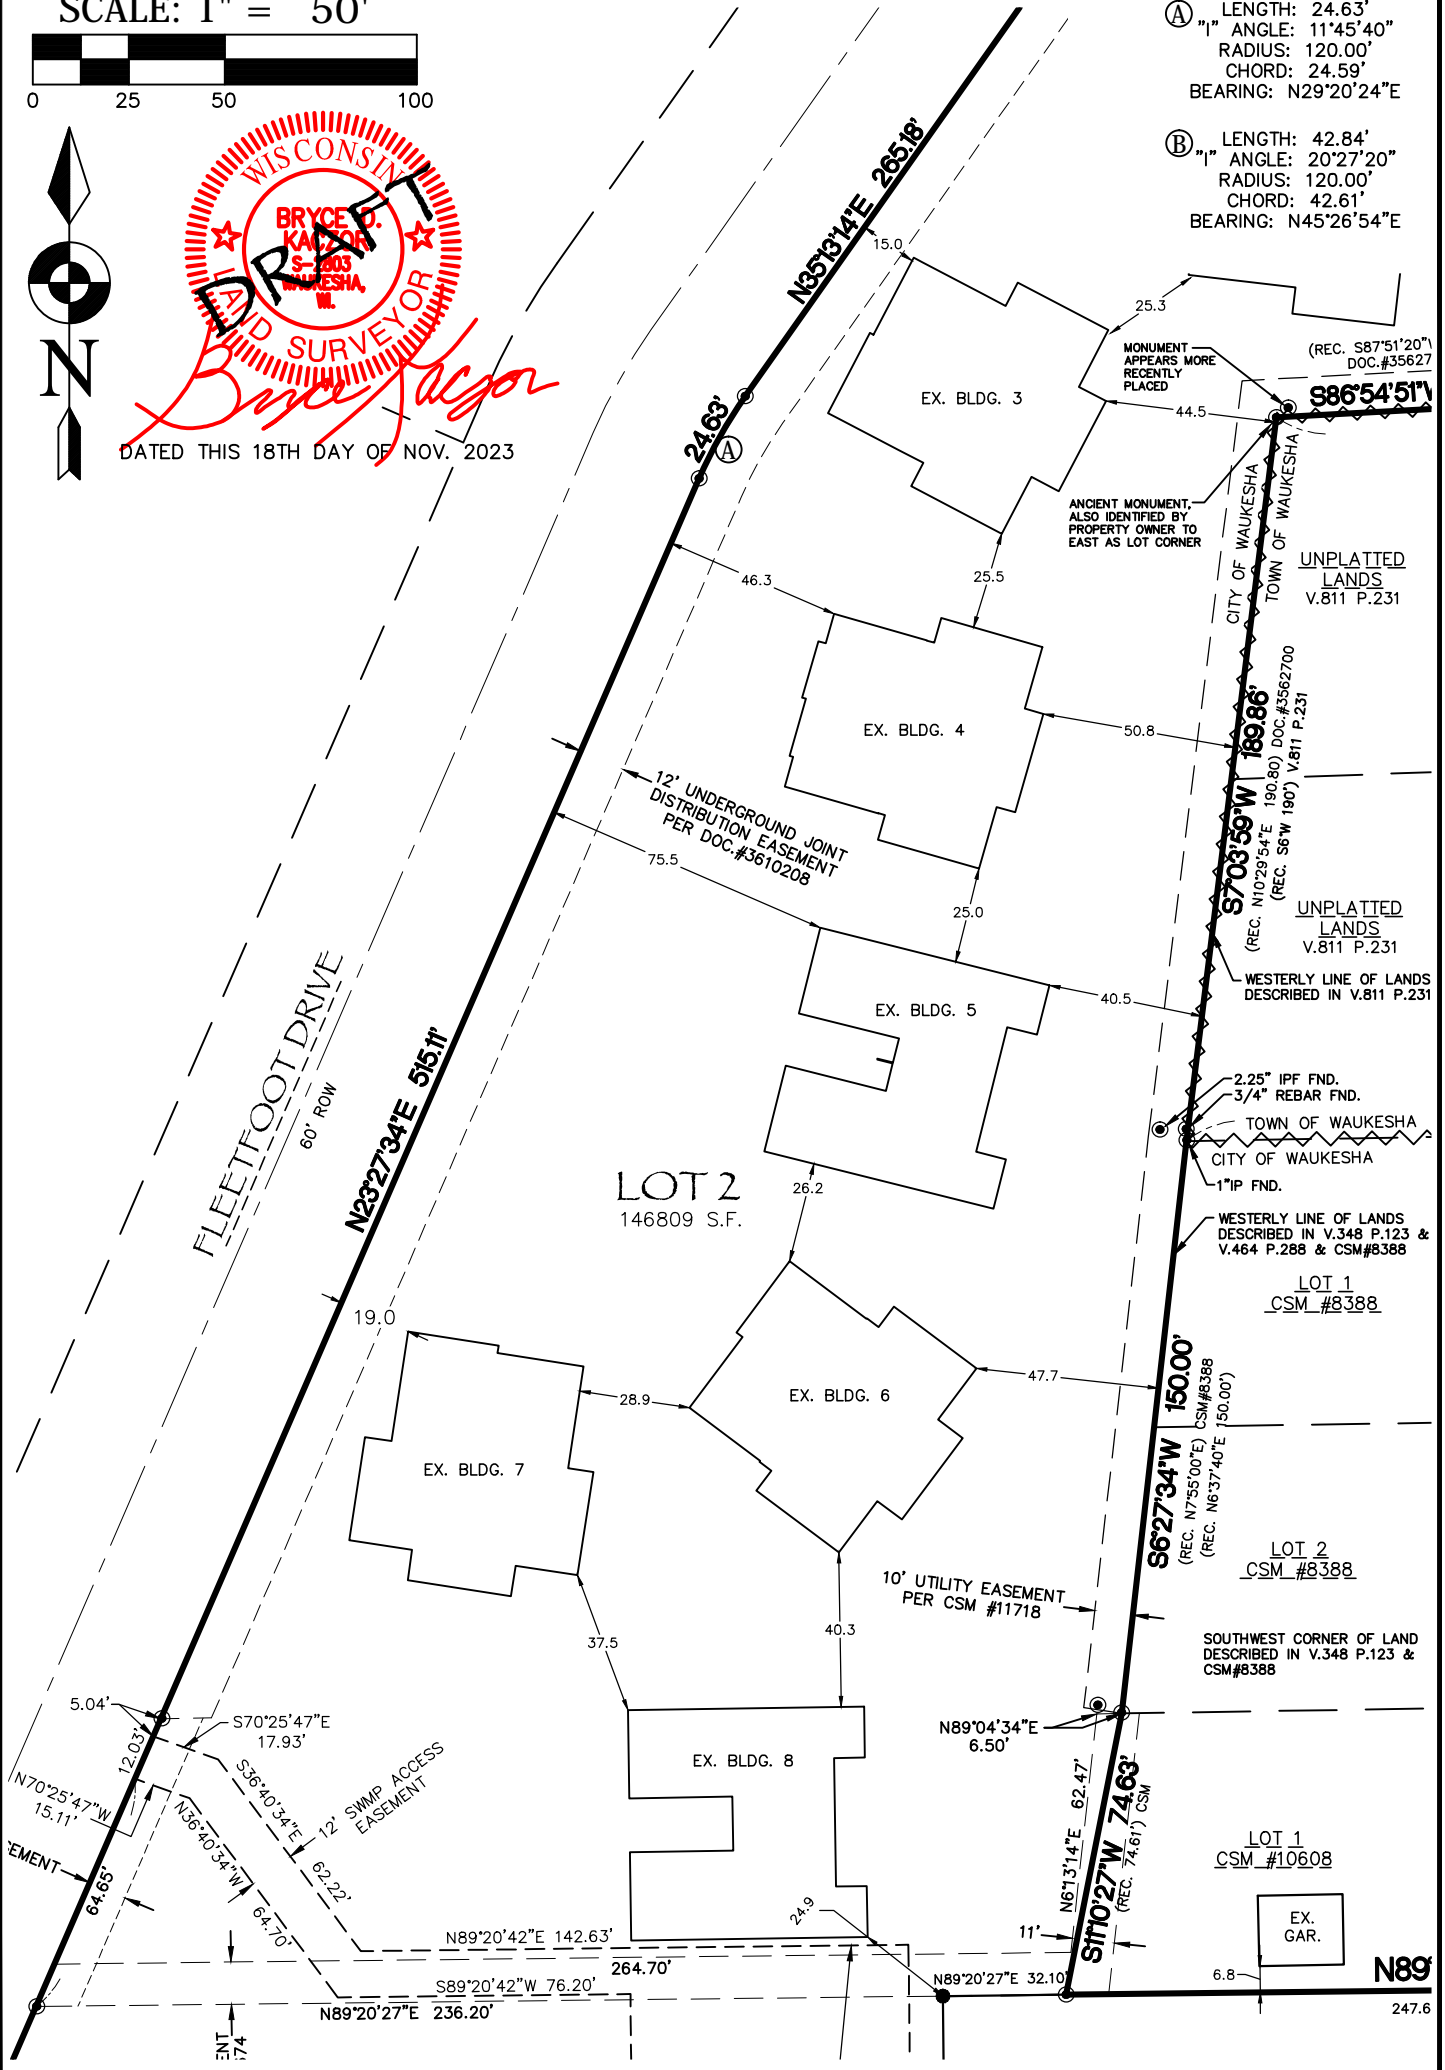 SCALE: 1" = 50'
0 25 50 100
WISCONSIN
BRYCE D.
KACZOR
WAUKESHA,
WI.
LAND SURVEYOR
DRAFT
Bryce Kaczor
N
DATED THIS 18TH DAY OF NOV. 2023
A LENGTH: 24.63'
"I" ANGLE: 11°45'40"
RADIUS: 120.00'
CHORD: 24.59'
BEARING: N29°20'24"E
B LENGTH: 42.84'
"I" ANGLE: 20°27'20"
RADIUS: 120.00'
CHORD: 42.61'
BEARING: N45°26'54"E
N35°13'14"E 265.18'
15.0
25.3
MONUMENT
APPEARS MORE
RECENTLY
PLACED
(REC. S87°51'20"
DOC.#35627
S86°54'51"
EX. BLDG. 3
44.5
24.63'
A
ANCIENT MONUMENT,
ALSO IDENTIFIED BY
PROPERTY OWNER TO
EAST AS LOT CORNER
CITY OF WAUKESHA
TOWN OF WAUKESHA
UNPLATTED
LANDS
V.811 P.231
46.3
25.5
EX. BLDG. 4
50.8
S7°03'59"W 189.86'
(REC. N10°29'54"E 190.80) DOC.#3562700
(REC. S6°W 190') V.811 P.231
12' UNDERGROUND JOINT
DISTRIBUTION EASEMENT
PER DOC.#3610208
75.5
25.0
UNPLATTED
LANDS
V.811 P.231
WESTERLY LINE OF LANDS
DESCRIBED IN V.811 P.231
EX. BLDG. 5
40.5
FLEETFOOT DRIVE
60' ROW
N23°27'34"E 515.11'
2.25" IPF FND.
3/4" REBAR FND.
TOWN OF WAUKESHA
CITY OF WAUKESHA
1"IP FND.
LOT 2
146809 S.F.
26.2
WESTERLY LINE OF LANDS
DESCRIBED IN V.348 P.123 &
V.464 P.288 & CSM#8388
LOT 1
CSM #8388
19.0
28.9
EX. BLDG. 6
47.7
EX. BLDG. 7
S6°27'34"W 150.00'
(REC. N7°55'00"E) CSM#8388
(REC. N6°37'40"E 150.00')
LOT 2
CSM #8388
10' UTILITY EASEMENT
PER CSM #11718
37.5
40.3
SOUTHWEST CORNER OF LAND
DESCRIBED IN V.348 P.123 &
CSM#8388
5.04'
S70°25'47"E
17.93'
12.03'
N70°25'47"W
15.11'
S36°40'34"E
62.22'
12' SWMP ACCESS
EASEMENT
N36°40'34"W
64.70'
EX. BLDG. 8
N89°04'34"E
6.50'
N6°13'14"E 62.47'
S11°10'27"W 74.63'
(REC. 74.61') CSM
LOT 1
CSM #10608
EX.
GAR.
EMENT
64.65'
24.9
11'
N89°20'42"E 142.63'
264.70'
S89°20'42"W 76.20'
N89°20'27"E 236.20'
N89°20'27"E 32.10'
6.8
N89°
247.6
ENT
574